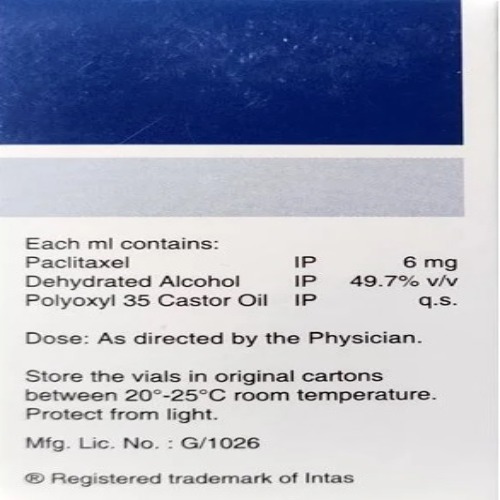 Each ml contains:
Paclitaxel IP 6 mg
Dehydrated Alcohol IP 49.7% v/v
Polyoxyl 35 Castor Oil IP q.s.
Dose: As directed by the Physician.
Store the vials in original cartons
between 20°-25°C room temperature.
Protect from light.
Mfg. Lic. No. : G/1026
® Registered trademark of Intas